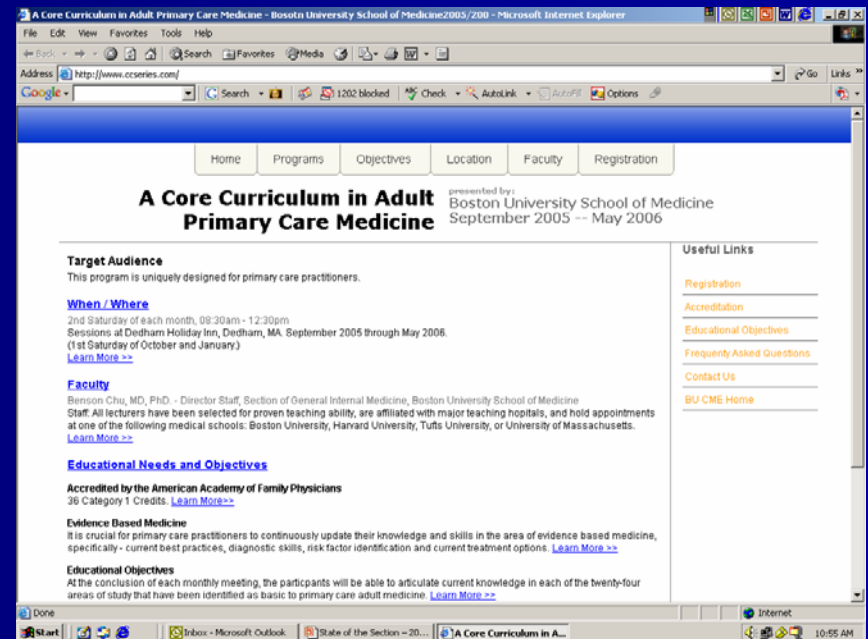 A Core Curriculum in Adult Primary Care Medicine - Bosotn University School of Medicine2005/200 - Microsoft Internet Explorer
File Edit View Favorites Tools Help
Back Search Favorites Media
Address http://www.ccseries.com/ Go Links »
Google Search 1202 blocked Check AutoLink AutoFill Options
Home Programs Objectives Location Faculty Registration
A Core Curriculum in Adult
Primary Care Medicine
presented by:
Boston University School of Medicine
September 2005 -- May 2006
Target Audience
This program is uniquely designed for primary care practitioners.
When / Where
2nd Saturday of each month, 08:30am - 12:30pm
Sessions at Dedham Holiday Inn, Dedham, MA. September 2005 through May 2006.
(1st Saturday of October and January.)
Learn More >>
Faculty
Benson Chu, MD, PhD. - Director Staff, Section of General Internal Medicine, Boston University School of Medicine
Staff: All lecturers have been selected for proven teaching ability, are affiliated with major teaching hopitals, and hold appointments
at one of the following medical schools: Boston University, Harvard University, Tufts University, or University of Massachusetts.
Learn More >>
Educational Needs and Objectives
Accredited by the American Academy of Family Physicians
36 Category 1 Credits. Learn More>>
Evidence Based Medicine
It is crucial for primary care practitioners to continuously update their knowledge and skills in the area of evidence based medicine,
specifically - current best practices, diagnostic skills, risk factor identification and current treatment options. Learn More >>
Educational Objectives
At the conclusion of each monthly meeting, the particpants will be able to articulate current knowledge in each of the twenty-four
areas of study that have been identified as basic to primary care adult medicine. Learn More >>
Useful Links
Registration
Accreditation
Educational Objectives
Frequenty Asked Questions
Contact Us
BU CME Home
Done Internet
Start Inbox - Microsoft Outlook State of the Section – 20... A Core Curriculum in A... 10:55 AM